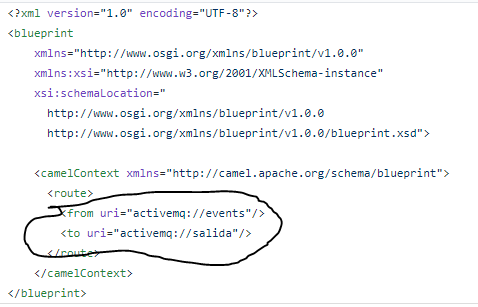 <?xml version="1.0" encoding="UTF-8"?>
<blueprint
xmlns="http://www.osgi.org/xmlns/blueprint/v1.0.0"
xmlns:xsi="http://www.w3.org/2001/XMLSchema-instance"
xsi:schemaLocation="
http://www.osgi.org/xmlns/blueprint/v1.0.0
http://www.osgi.org/xmlns/blueprint/v1.0.0/blueprint.xsd">
<camelContext xmlns="http://camel.apache.org/schema/blueprint">
<route>
<from uri="activemq://events"/>
<to uri="activemq://salida"/>
</route>
</camelContext>
</blueprint>